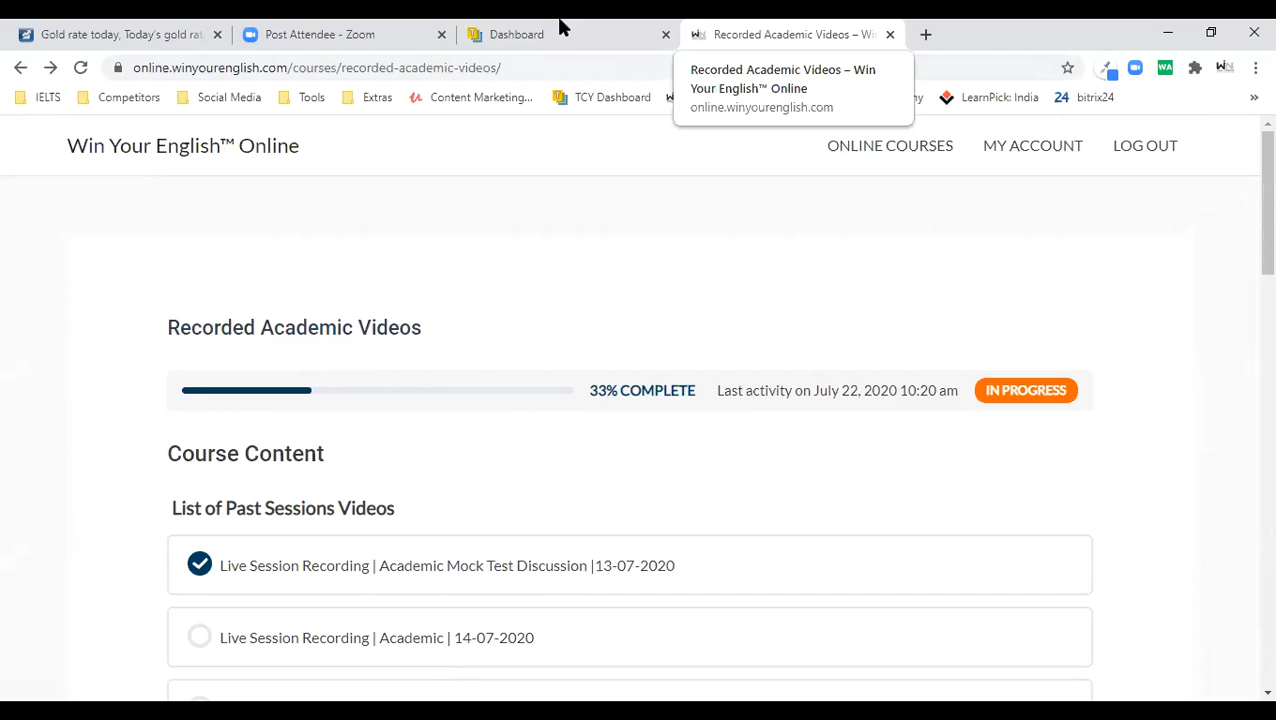 Gold rate today, Today's gold rat
Post Attendee - Zoom
Dashboard
Recorded Academic Videos – Wi
online.winyourenglish.com/courses/recorded-academic-videos/
Recorded Academic Videos – Win
Your English™ Online
online.winyourenglish.com
WA
IELTS
Competitors
Social Media
Tools
Extras
Content Marketing...
TCY Dashboard
LearnPick: India
24 bitrix24
Win Your English™ Online
ONLINE COURSES
MY ACCOUNT
LOG OUT
Recorded Academic Videos
33% COMPLETE
Last activity on July 22, 2020 10:20 am
IN PROGRESS
Course Content
List of Past Sessions Videos
Live Session Recording | Academic Mock Test Discussion |13-07-2020
Live Session Recording | Academic | 14-07-2020